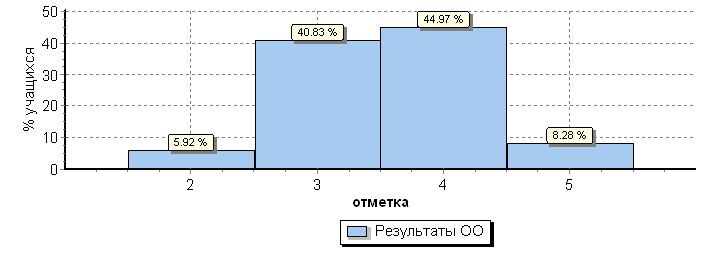 % учащихся
50
40
30
20
10
0
5.92 %
40.83 %
44.97 %
8.28 %
2 3 4 5
отметка
Результаты ОО